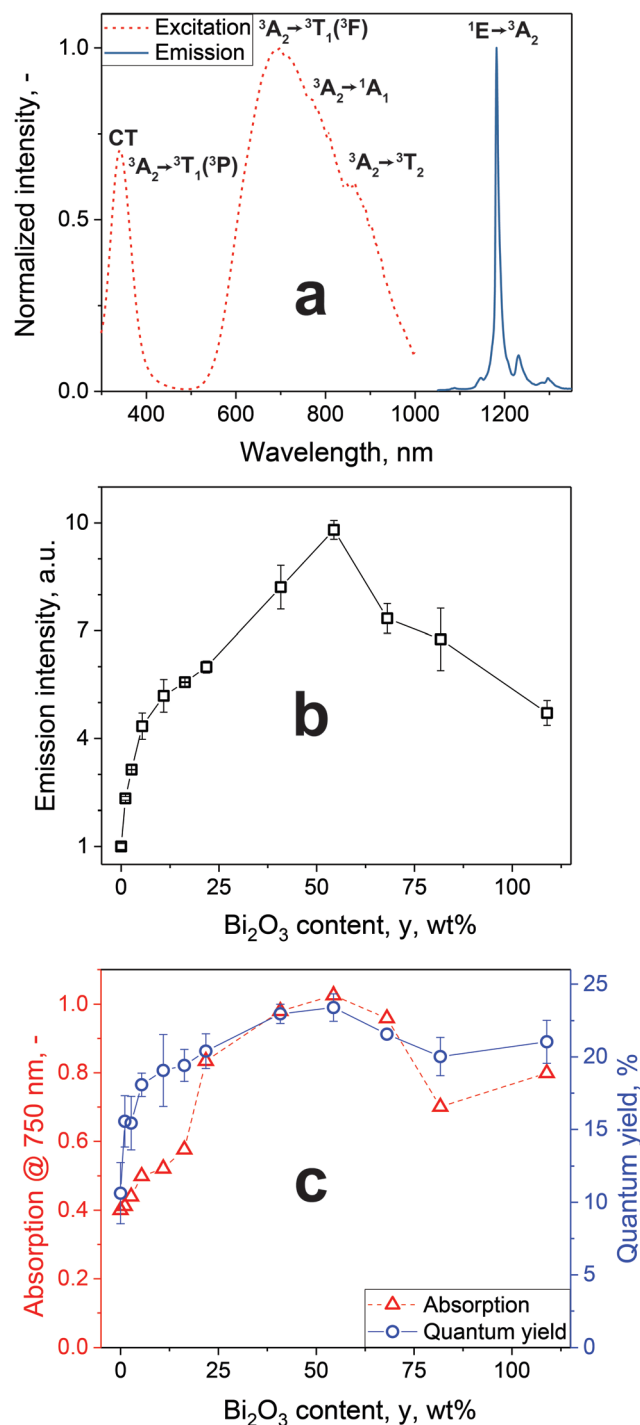 Excitation
Emission
³A₂→³T₁(³F)
¹E→³A₂
³A₂→¹A₁
³A₂→³T₂
CT
³A₂→³T₁(³P)
Normalized intensity, -
1.0
0.5
0.0
a
400 600 800 1000 1200
Wavelength, nm
Emission intensity, a.u.
10
7
4
1
b
0 25 50 75 100
Bi₂O₃ content, y, wt%
Absorption @ 750 nm, -
1.0
0.8
0.6
0.4
0.2
0.0
c
Absorption
Quantum yield
25
20
15
10
5
0
Quantum yield, %
0 25 50 75 100
Bi₂O₃ content, y, wt%